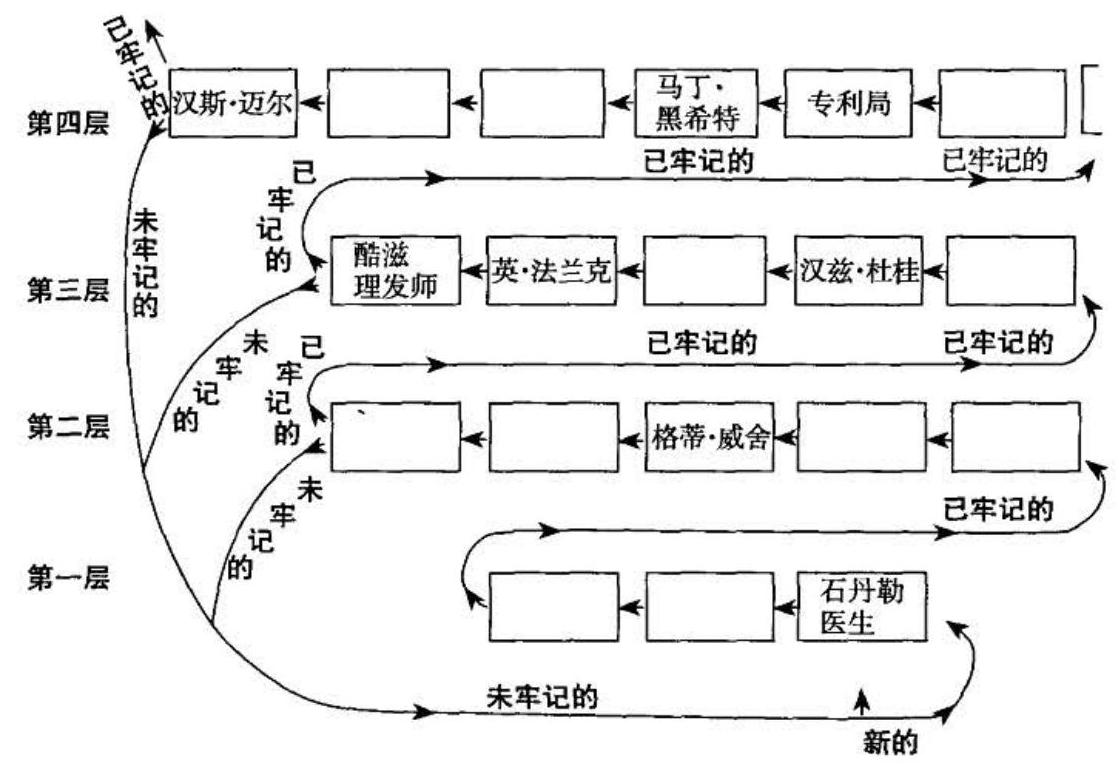 已牢记的
第四层
汉斯·迈尔
马丁·
黑希特
专利局
已牢记的
已牢记的
已牢记的
未牢记的
第三层
酷滋
理发师
英·法兰克
汉兹·杜桂
已牢记的
已牢记的
未牢记的
已牢记的
第二层
格蒂·威舍
未牢记的
已牢记的
第一层
石丹勒
医生
未牢记的
新的